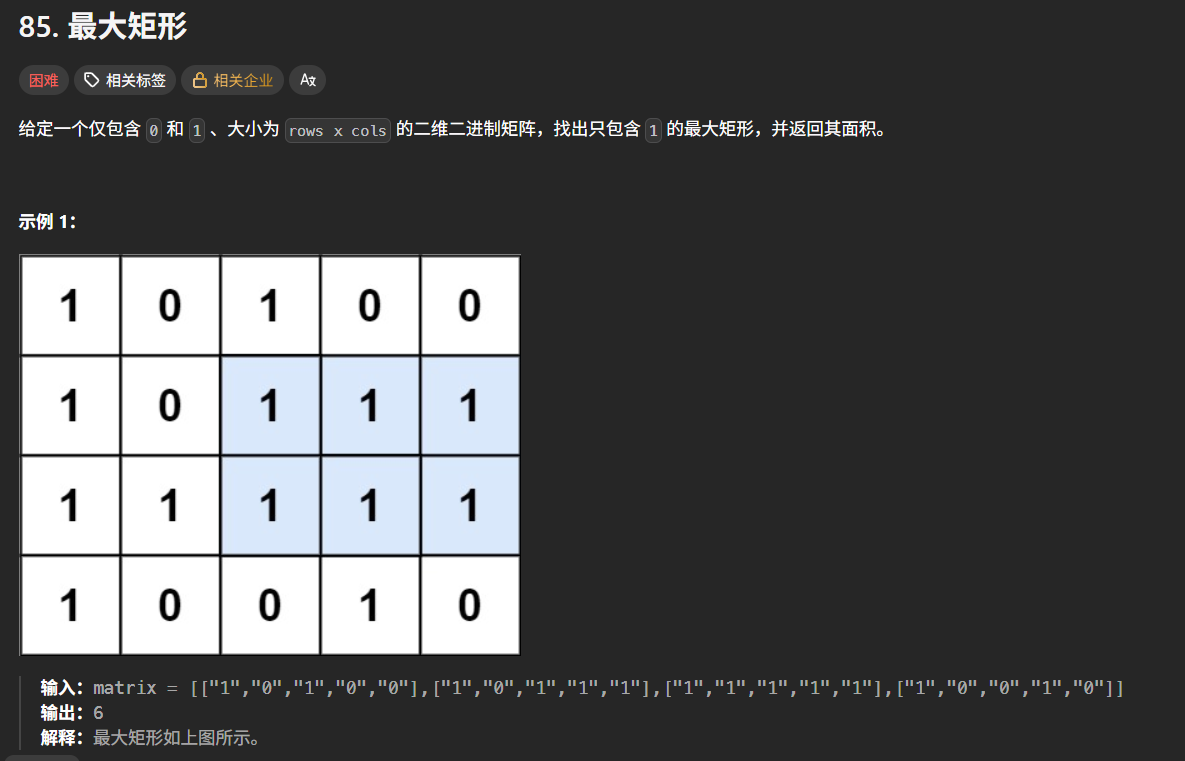 85. 最大矩形
困难 相关标签 相关企业 Aあ
给定一个仅包含 0 和 1 、大小为 rows x cols 的二维二进制矩阵，找出只包含 1 的最大矩形，并返回其面积。
示例 1：
1 0 1 0 0
1 0 1 1 1
1 1 1 1 1
1 0 0 1 0
输入：matrix = [["1","0","1","0","0"],["1","0","1","1","1"],["1","1","1","1","1"],["1","0","0","1","0"]]
输出：6
解释：最大矩形如上图所示。